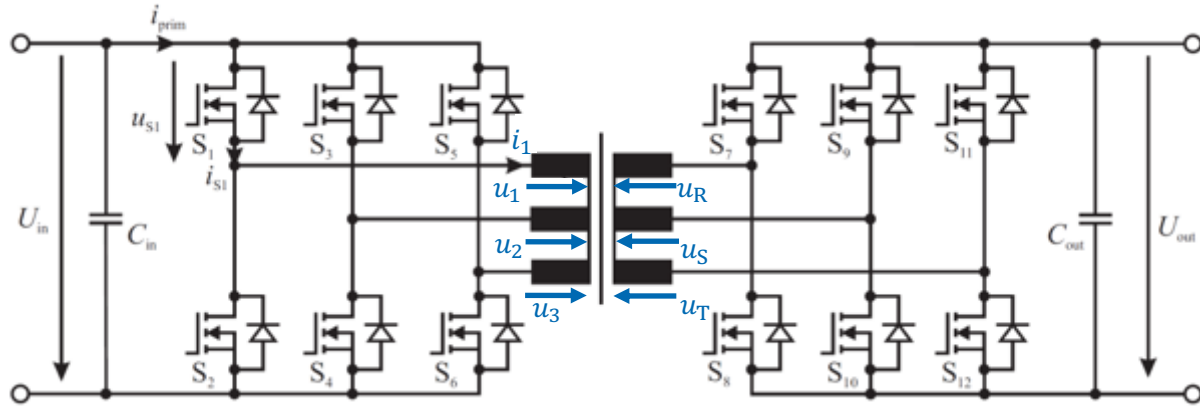 i_prim
u_S1
S_1
S_3
S_5
S_7
S_9
S_11
i_S1
i_1
u_1
u_R
U_in
C_in
u_2
u_S
C_out
U_out
u_3
u_T
S_2
S_4
S_6
S_8
S_10
S_12